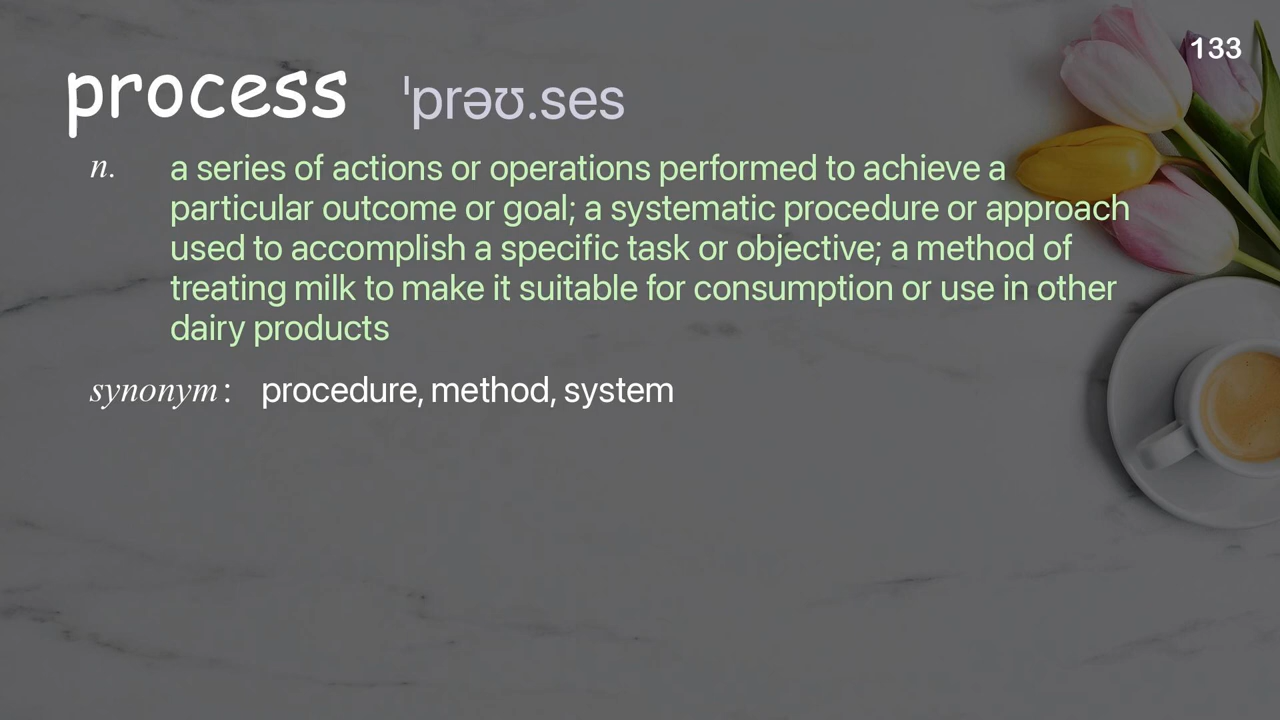 133
process ˈprəʊ.ses
n. a series of actions or operations performed to achieve a
particular outcome or goal; a systematic procedure or approach
used to accomplish a specific task or objective; a method of
treating milk to make it suitable for consumption or use in other
dairy products
synonym: procedure, method, system